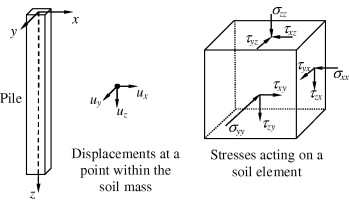 x
y
Pile
z
u_x
u_y
u_z
Displacements at a
point within the
soil mass
σ_zz
τ_yz
τ_xz
τ_yx
σ_xx
τ_zx
τ_xy
σ_yy
τ_zy
Stresses acting on a
soil element